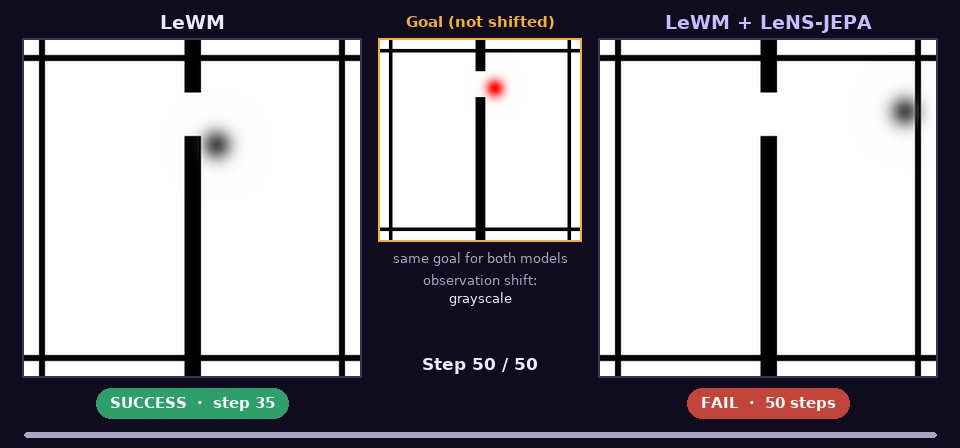 LeWM
Goal (not shifted)
LeWM + LeNS-JEPA
same goal for both models
observation shift:
grayscale
Step 50 / 50
SUCCESS · step 35
FAIL · 50 steps